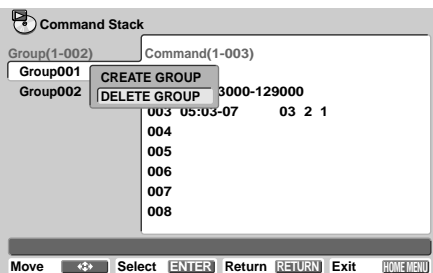 Command Stack
Group(1-002) Command(1-003)
Group001
CREATE GROUP
Group002 DELETE GROUP 3000-129000
003 05:03-07 03 2 1
004
005
006
007
008
Move Select ENTER Return RETURN Exit HOME MENU